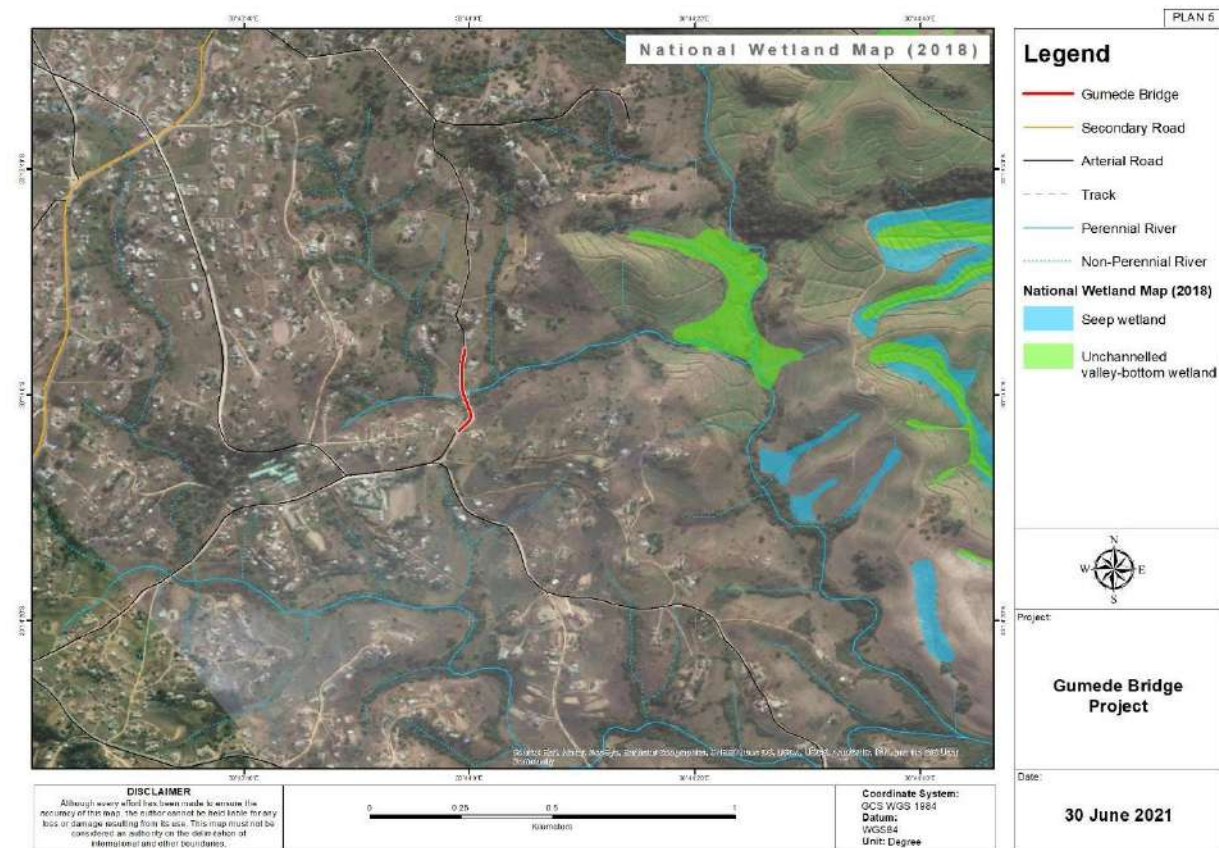 PLAN 5
National Wetland Map (2018)
Legend
Gumede Bridge
Secondary Road
Arterial Road
Track
Perennial River
Non-Perennial River
National Wetland Map (2018)
Seep wetland
Unchannelled
valley-bottom wetland
N
W E
S
Project:
Gumede Bridge
Project
Date:
30 June 2021
DISCLAIMER
Although every effort has been made to ensure the
accuracy of this map, the author cannot be held liable for any
loss or damage resulting from its use. This map must not be
considered an authority on the delimitation of
international and other boundaries.
0 0.25 0.5 1
Kilometers
Coordinate System:
GCS WGS 1984
Datum:
WGS84
Unit: Degree